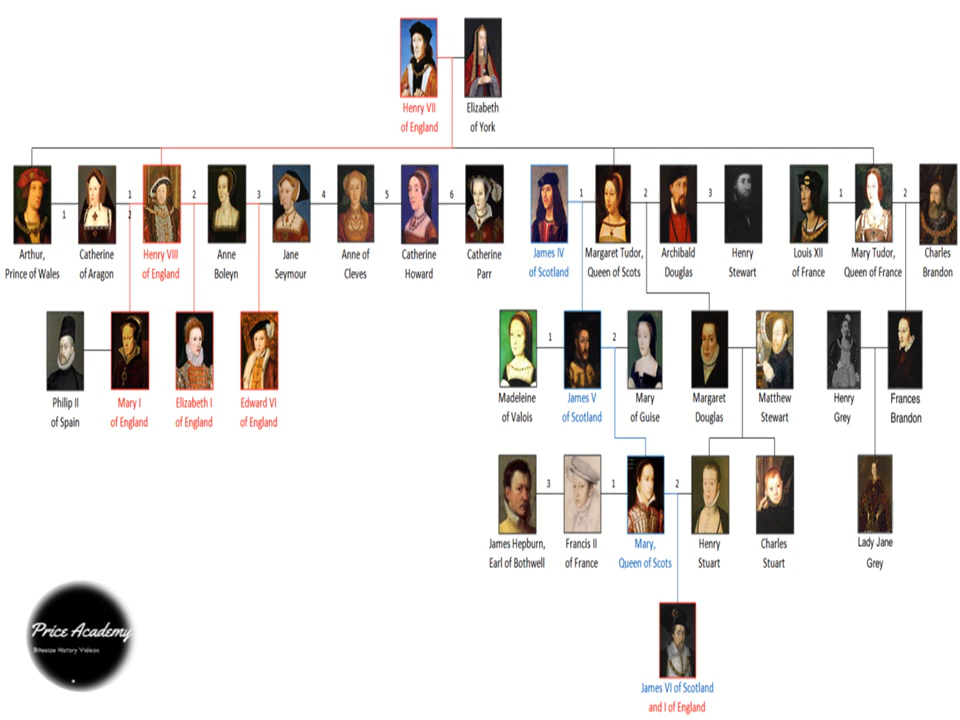 Henry VII
of England
Elizabeth
of York
1
1
2
2
3
4
5
6
1
2
3
1
2
Arthur,
Prince of Wales
Catherine
of Aragon
Henry VIII
of England
Anne
Boleyn
Jane
Seymour
Anne of
Cleves
Catherine
Howard
Catherine
Parr
James IV
of Scotland
Margaret Tudor,
Queen of Scots
Archibald
Douglas
Henry
Stewart
Louis XII
of France
Mary Tudor,
Queen of France
Charles
Brandon
1
2
Philip II
of Spain
Mary I
of England
Elizabeth I
of England
Edward VI
of England
Madeleine
of Valois
James V
of Scotland
Mary
of Guise
Margaret
Douglas
Matthew
Stewart
Henry
Grey
Frances
Brandon
3
1
2
James Hepburn,
Earl of Bothwell
Francis II
of France
Mary,
Queen of Scots
Henry
Stuart
Charles
Stuart
Lady Jane
Grey
Price Academy
Bitesize History Videos
James VI of Scotland
and I of England